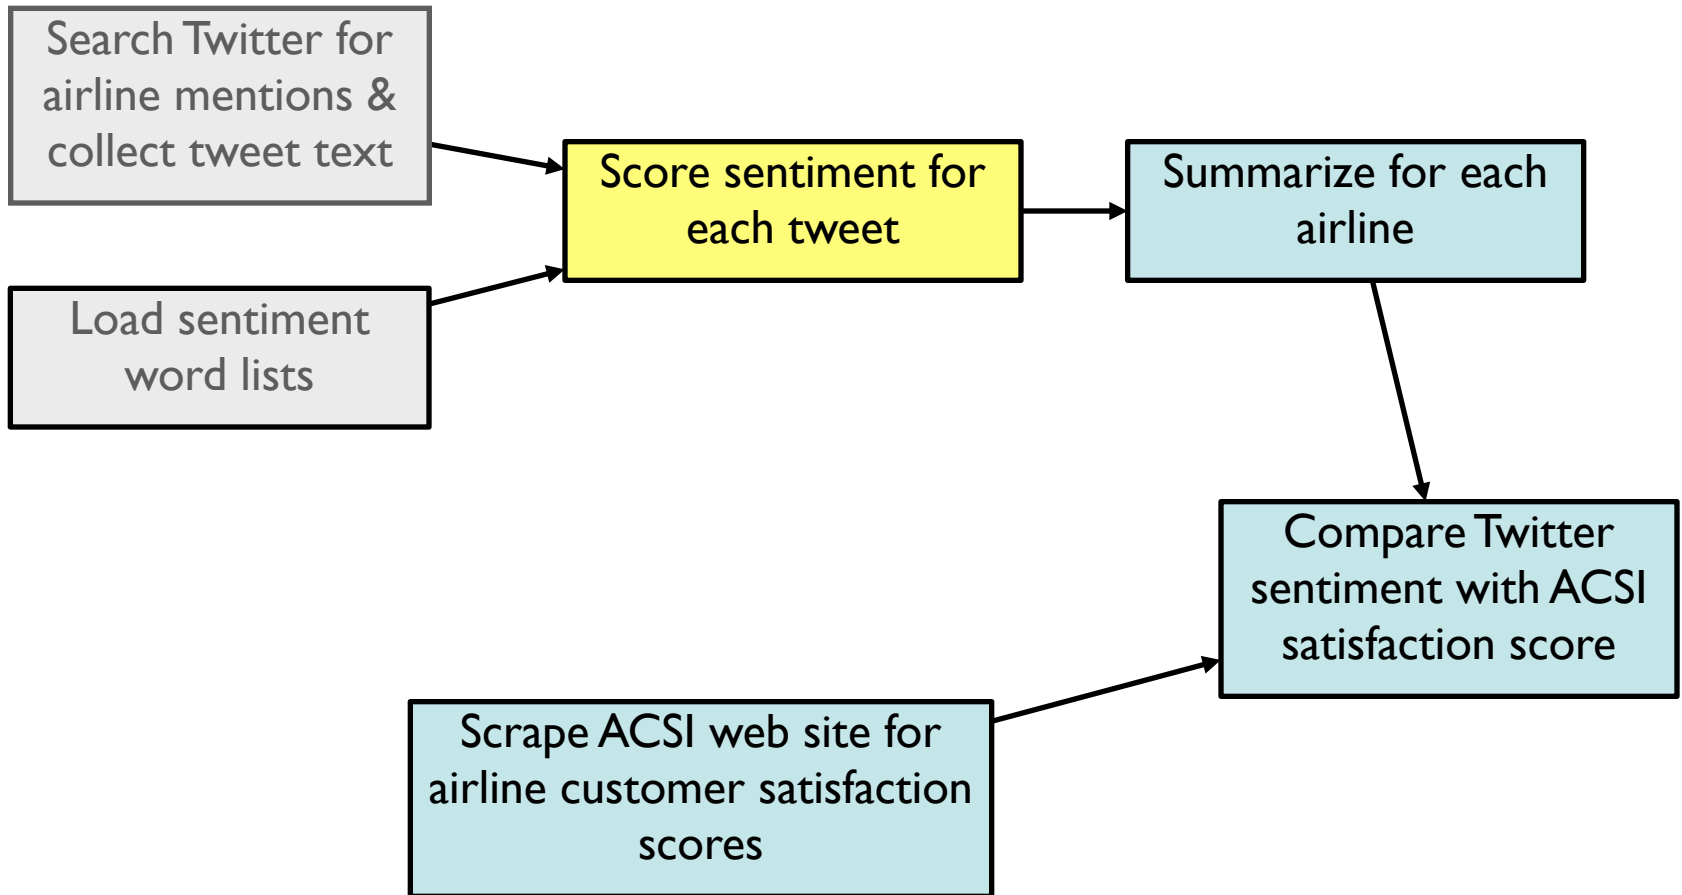 Search Twitter for
airline mentions &
collect tweet text
Score sentiment for
each tweet
Summarize for each
airline
Load sentiment
word lists
Compare Twitter
sentiment with ACSI
satisfaction score
Scrape ACSI web site for
airline customer satisfaction
scores